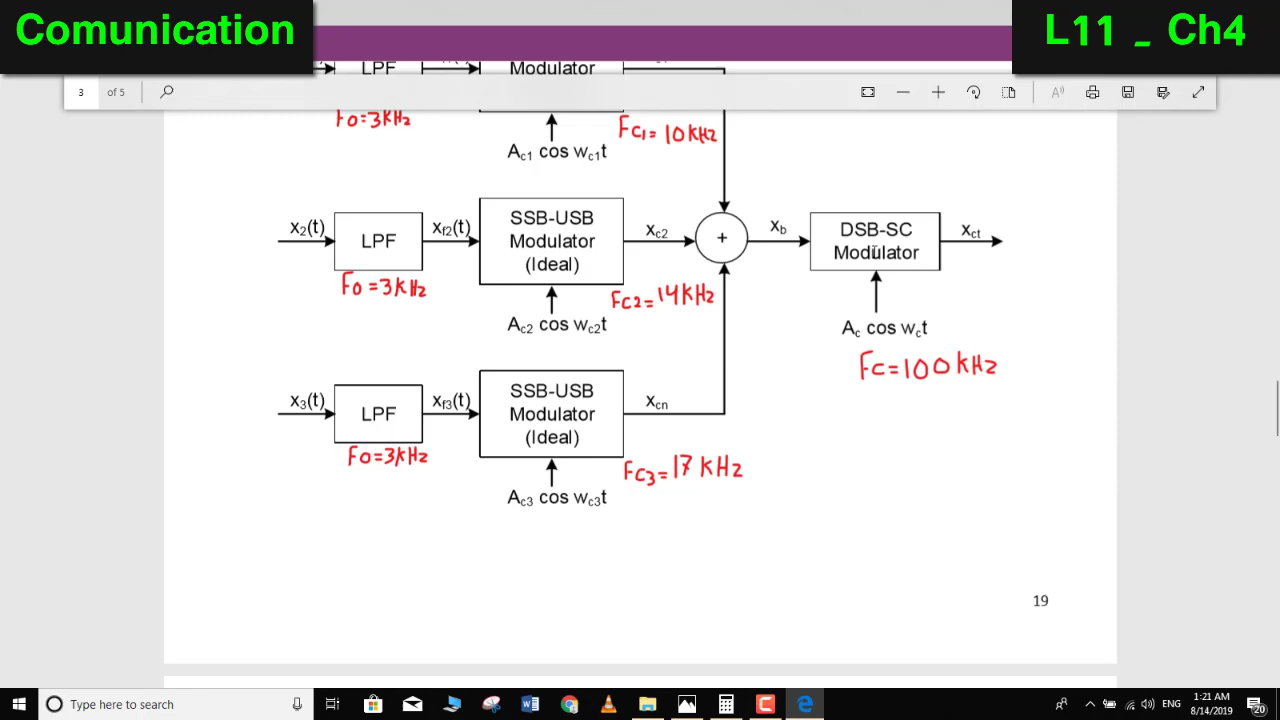 Comunication
L11 _ Ch4
LPF
Modulator
3 of 5
Fo=3kHz
Fc1=10kHz
Ac1 cos wc1t
x2(t)
LPF
xf2(t)
SSB-USB
Modulator
(Ideal)
xc2
+
xb
DSB-SC
Modulator
xct
Fo=3kHz
Fc2=14kHz
Ac2 cos wc2t
Ac cos wct
Fc=100kHz
x3(t)
LPF
xf3(t)
SSB-USB
Modulator
(Ideal)
xcn
Fo=3kHz
Fc3=17kHz
Ac3 cos wc3t
19
Type here to search
ENG
1:21 AM
8/14/2019
20